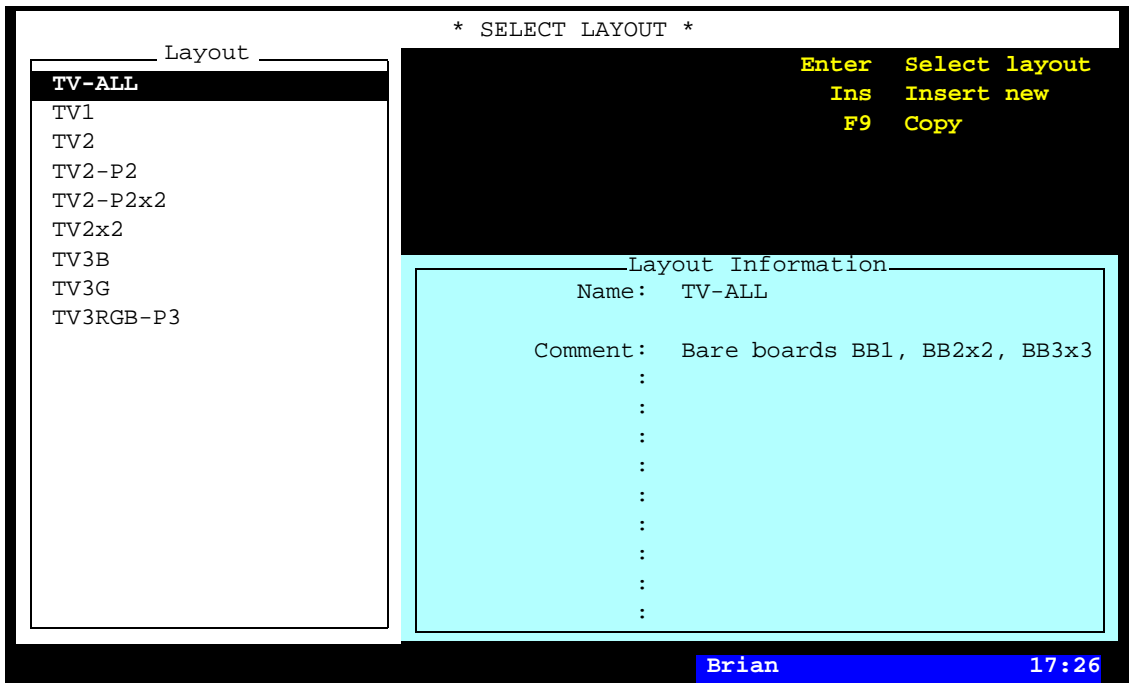 * SELECT LAYOUT *
Layout
TV-ALL
TV1
TV2
TV2-P2
TV2-P2x2
TV2x2
TV3B
TV3G
TV3RGB-P3
Enter Select layout
Ins Insert new
F9 Copy
Layout Information
Name: TV-ALL
Comment: Bare boards BB1, BB2x2, BB3x3
:
:
:
:
:
:
:
:
:
Brian 17:26